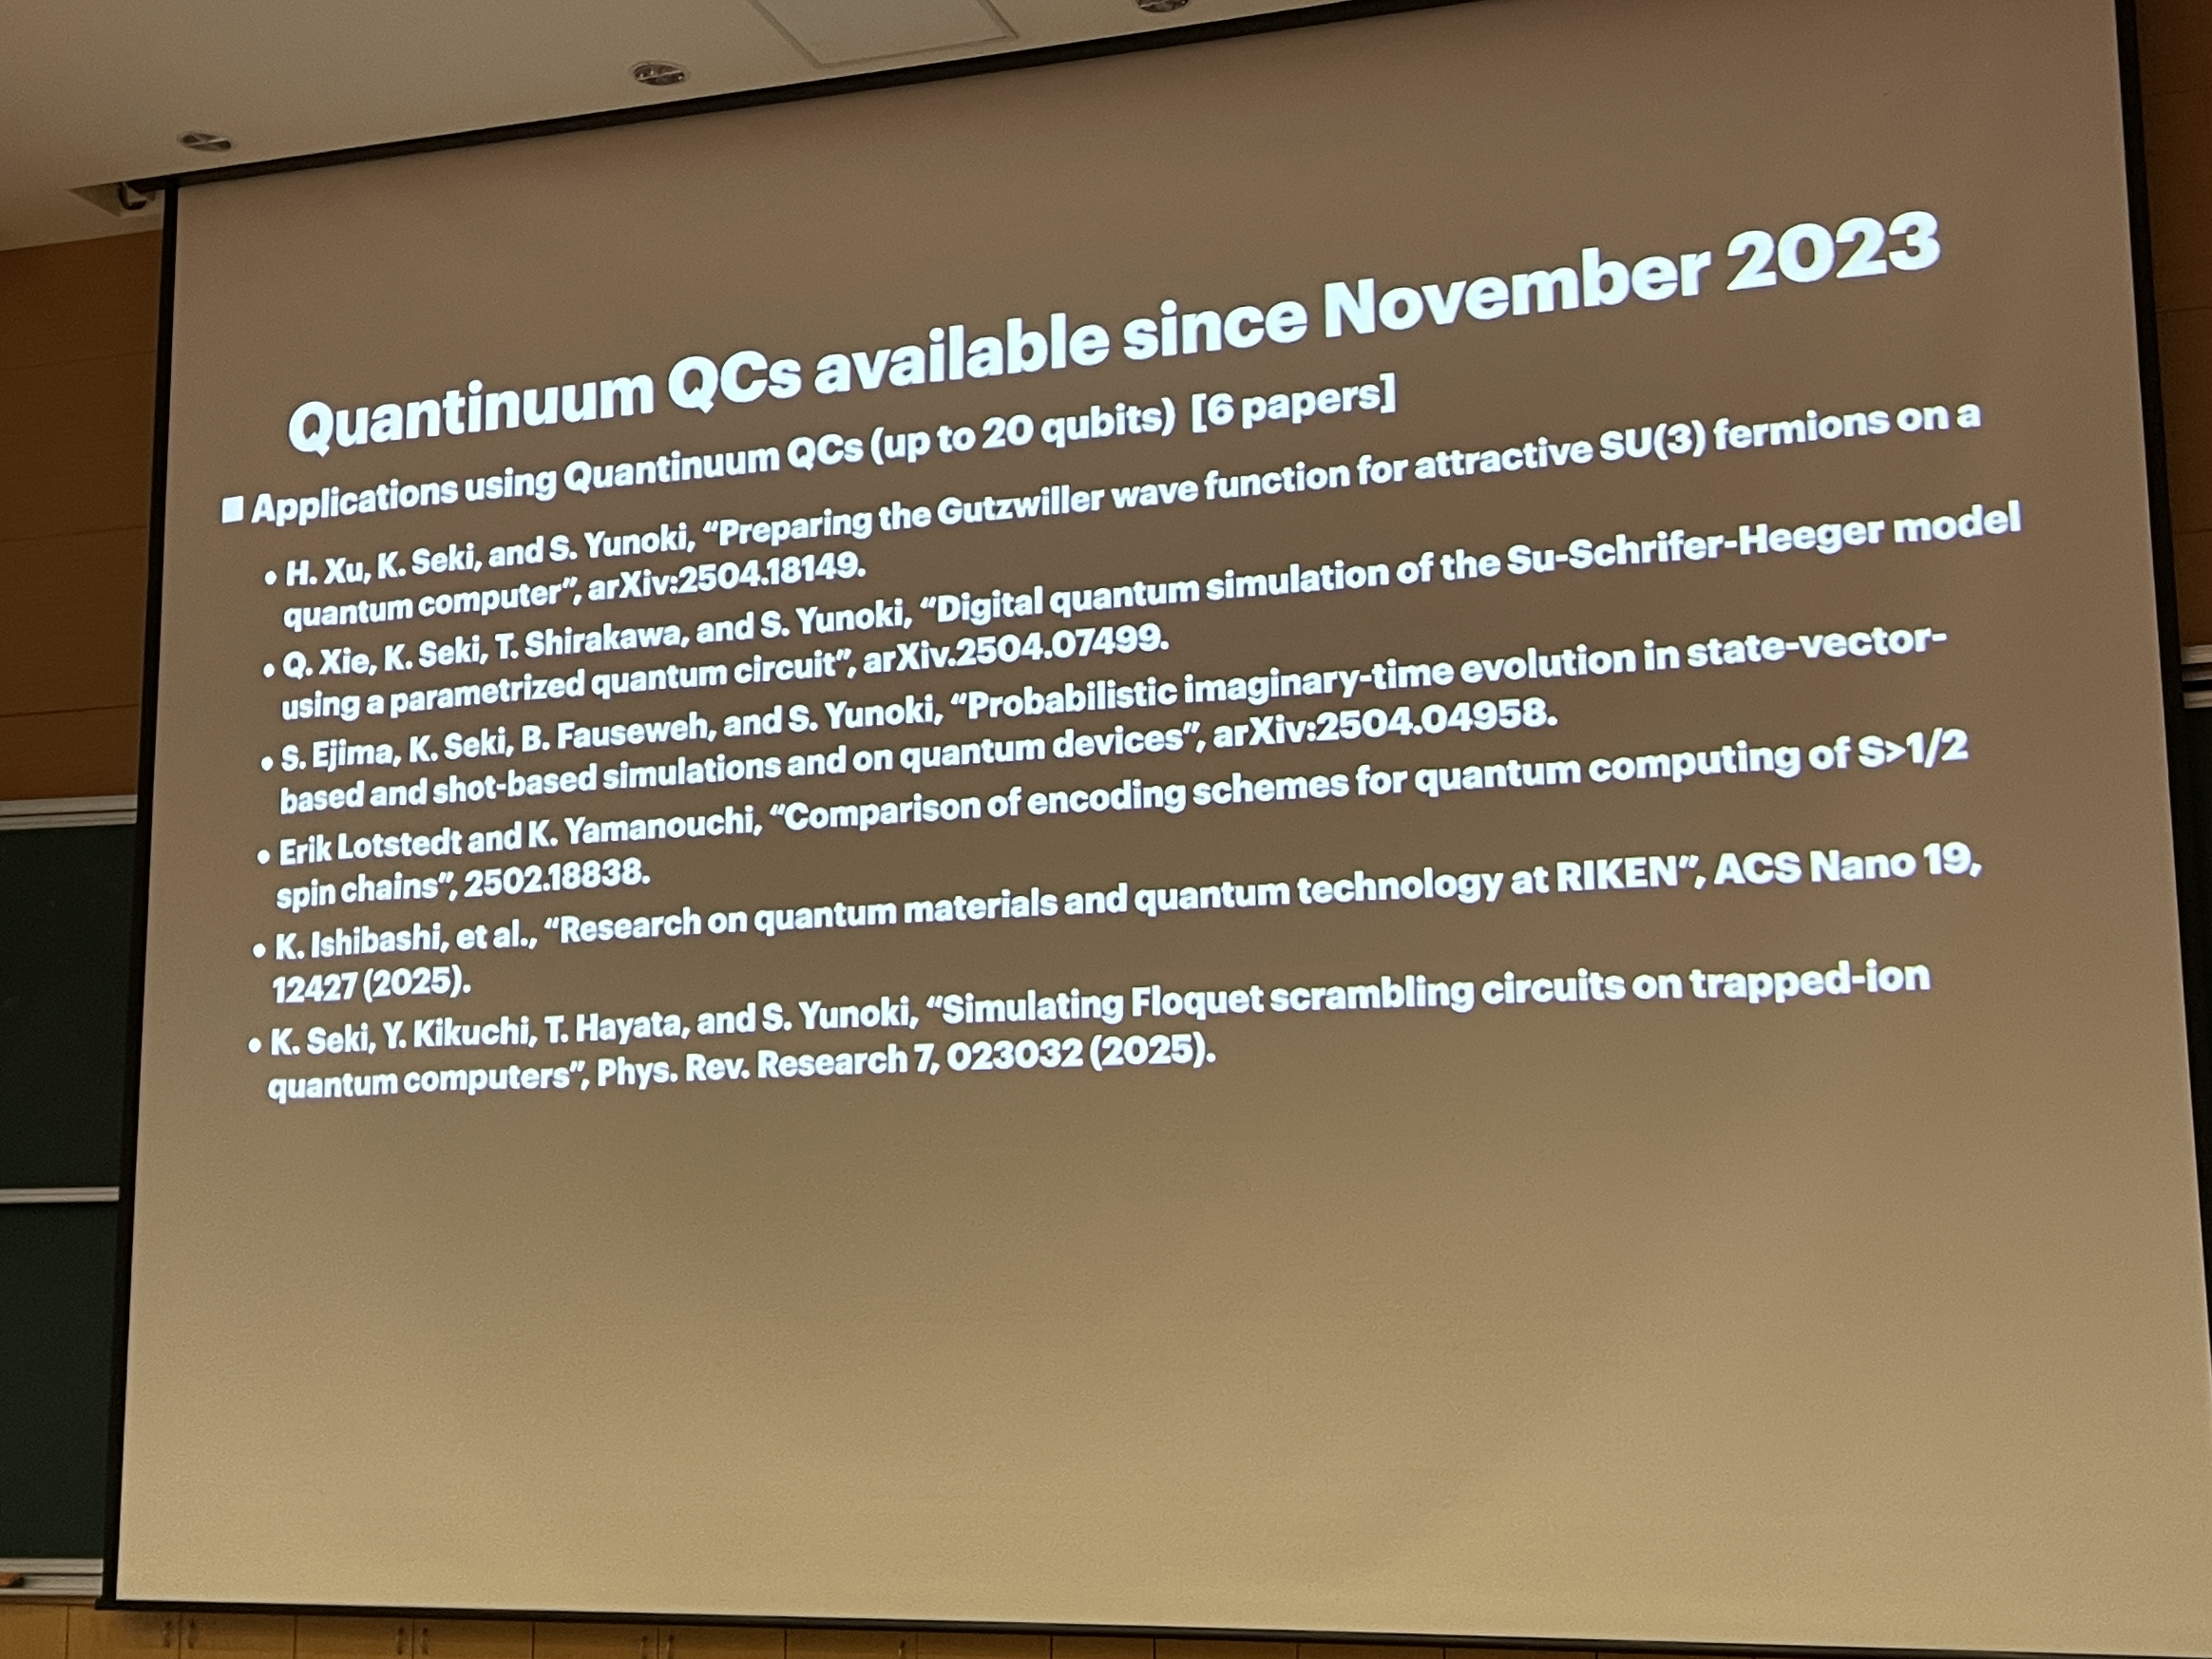 Quantinuum QCs available since November 2023
■ Applications using Quantinuum QCs (up to 20 qubits) [6 papers]
• H. Xu, K. Seki, and S. Yunoki, “Preparing the Gutzwiller wave function for attractive SU(3) fermions on a
quantum computer”, arXiv:2504.18149.
• Q. Xie, K. Seki, T. Shirakawa, and S. Yunoki, “Digital quantum simulation of the Su-Schrifer-Heeger model
using a parametrized quantum circuit”, arXiv.2504.07499.
• S. Ejima, K. Seki, B. Fauseweh, and S. Yunoki, “Probabilistic imaginary-time evolution in state-vector-
based and shot-based simulations and on quantum devices”, arXiv:2504.04958.
• Erik Lotstedt and K. Yamanouchi, “Comparison of encoding schemes for quantum computing of S>1/2
spin chains”, 2502.18838.
• K. Ishibashi, et al., “Research on quantum materials and quantum technology at RIKEN”, ACS Nano 19,
12427 (2025).
• K. Seki, Y. Kikuchi, T. Hayata, and S. Yunoki, “Simulating Floquet scrambling circuits on trapped-ion
quantum computers”, Phys. Rev. Research 7, 023032 (2025).